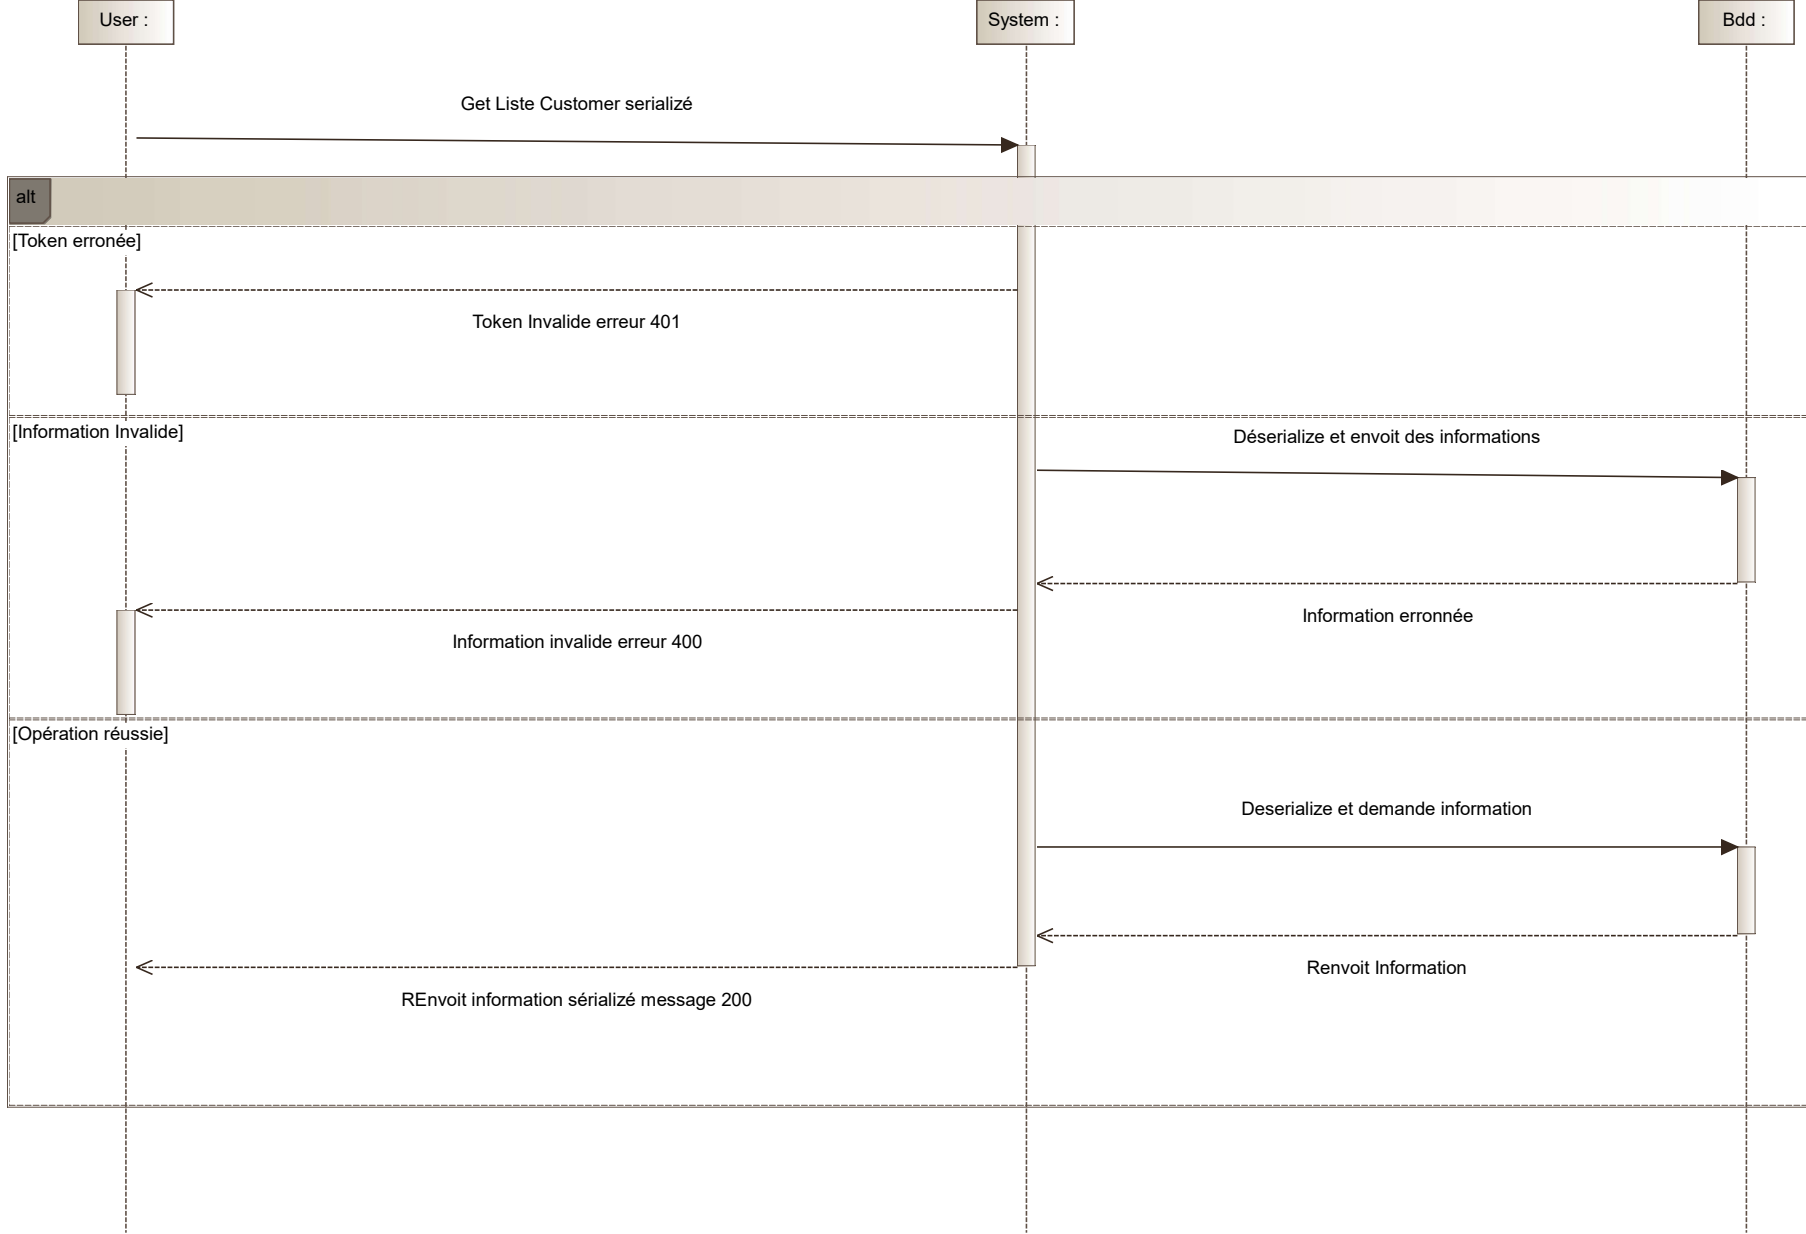 User :
System :
Bdd :
Get Liste Customer serializé
alt
[Token erronée]
Token Invalide erreur 401
[Information Invalide]
Déserialize et envoit des informations
Information erronnée
Information invalide erreur 400
[Opération réussie]
Deserialize et demande information
Renvoit Information
REnvoit information sérializé message 200